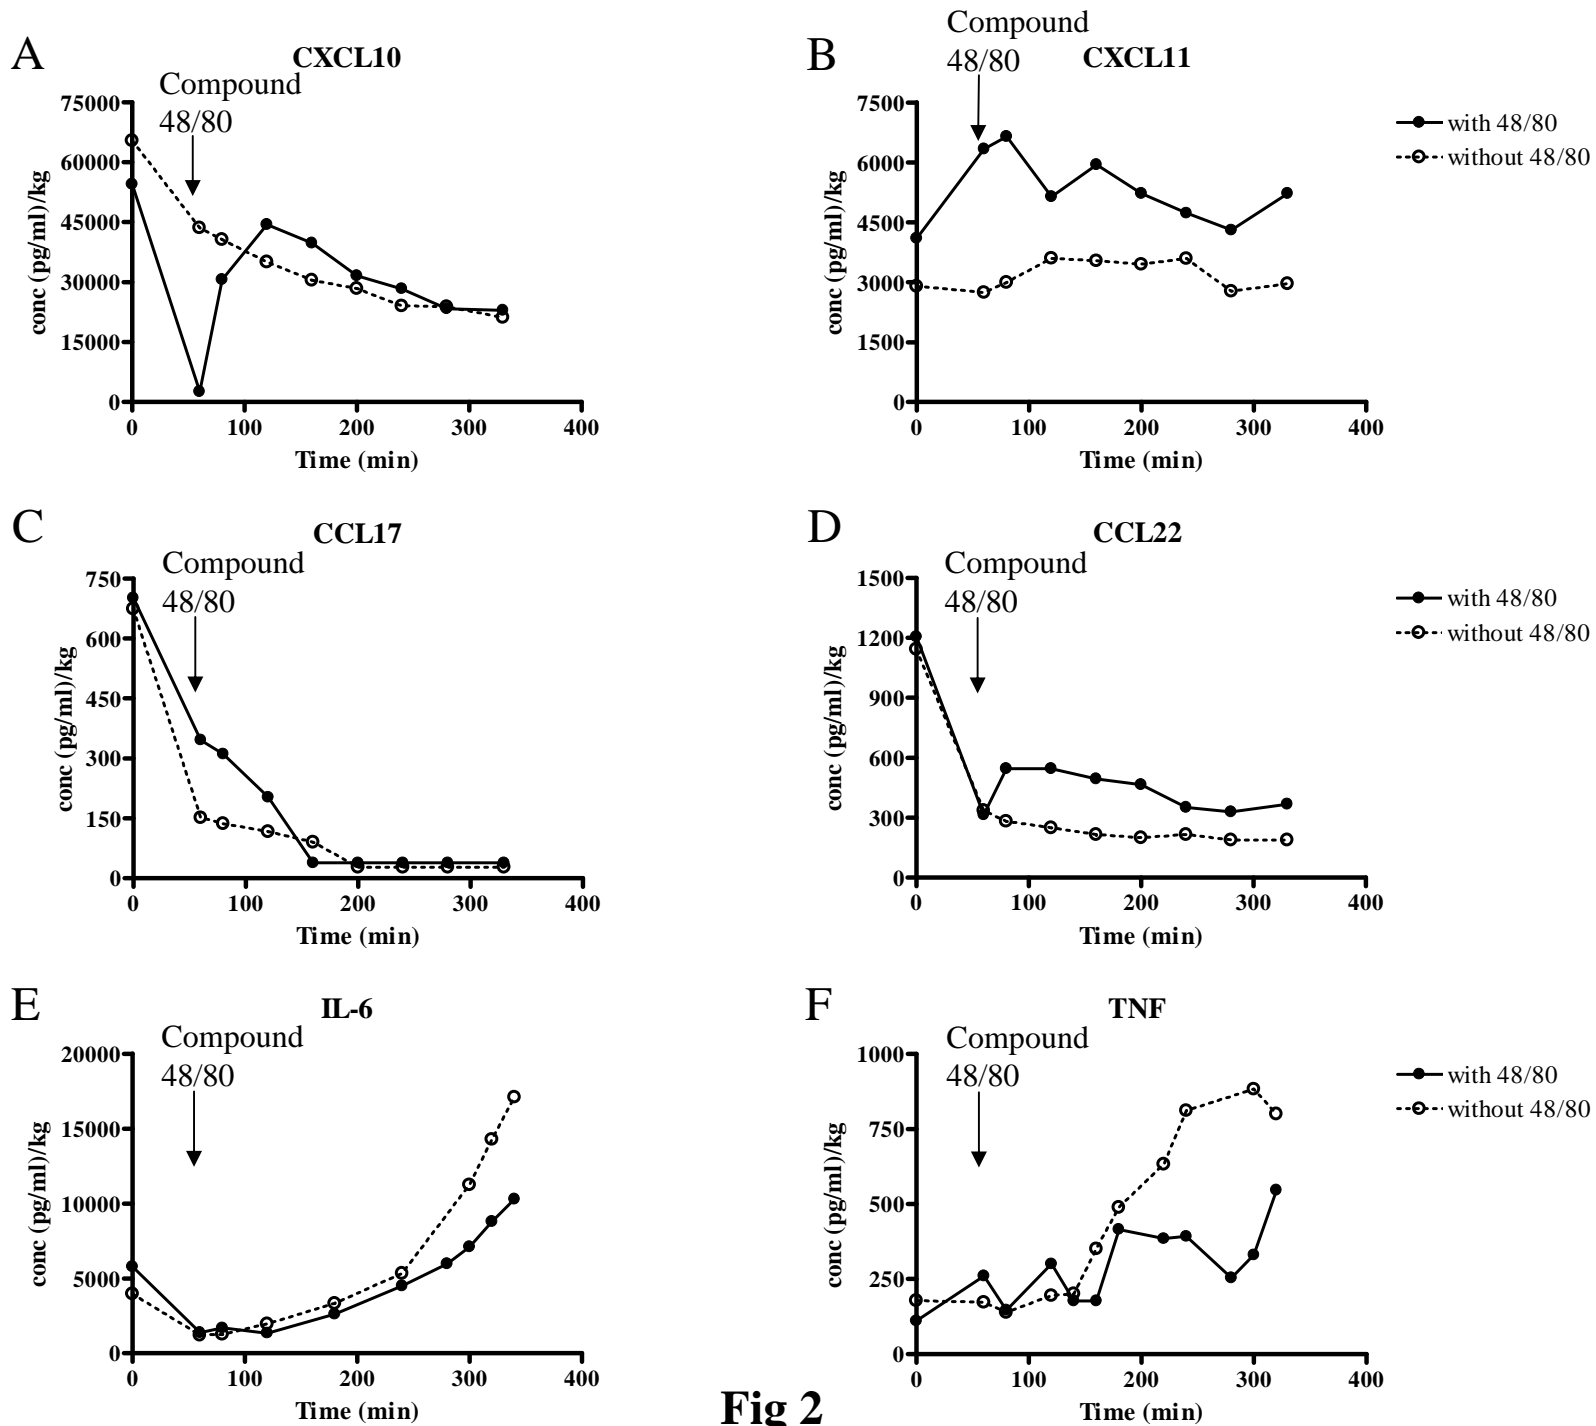 A
CXCL10
Compound
48/80
75000
60000
45000
30000
15000
0
conc (pg/ml)/kg
0 100 200 300 400
Time (min)
B
Compound
48/80
CXCL11
7500
6000
4500
3000
1500
0
conc (pg/ml)/kg
0 100 200 300 400
Time (min)
with 48/80
without 48/80
C
CCL17
Compound
48/80
750
600
450
300
150
0
conc (pg/ml)/kg
0 100 200 300 400
Time (min)
D
CCL22
Compound
48/80
1500
1200
900
600
300
0
conc (pg/ml)/kg
0 100 200 300 400
Time (min)
with 48/80
without 48/80
E
IL-6
Compound
48/80
20000
15000
10000
5000
0
conc (pg/ml)/kg
0 100 200 300 400
Time (min)
F
TNF
Compound
48/80
1000
750
500
250
0
conc (pg/ml)/kg
0 100 200 300 400
Time (min)
with 48/80
without 48/80
Fig 2